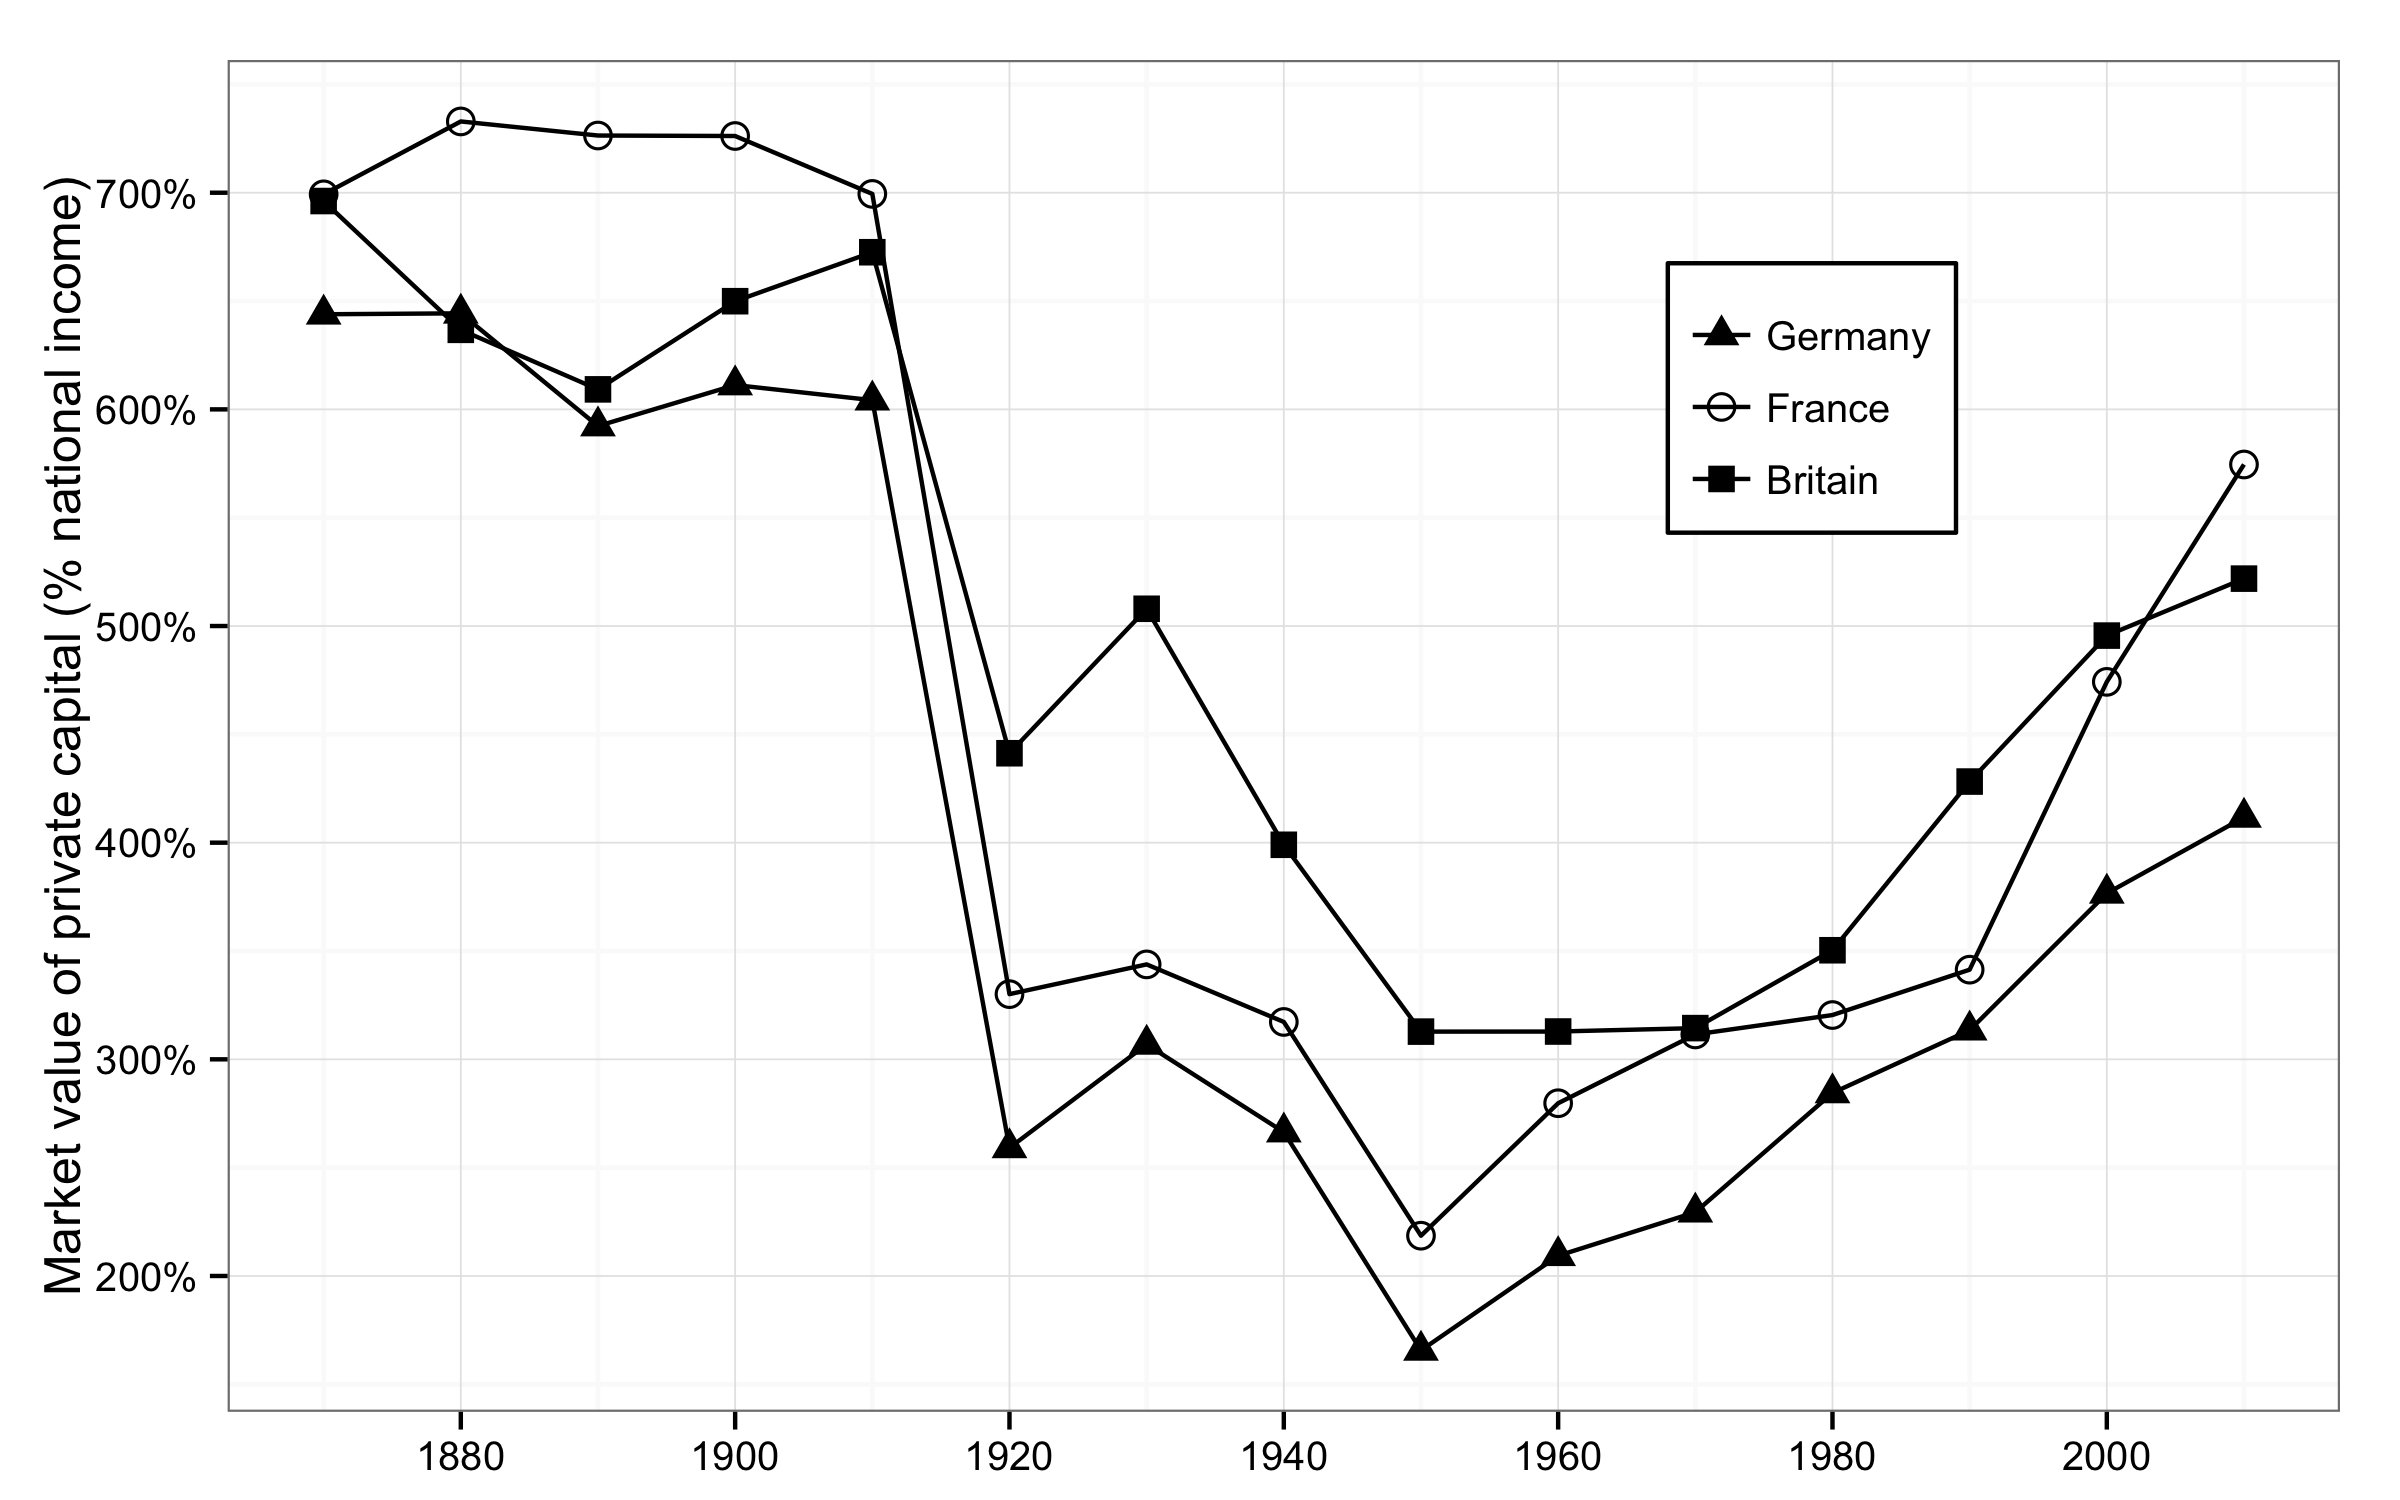 Market value of private capital (% national income)
700%
600%
500%
400%
300%
200%
Germany
France
Britain
1880 1900 1920 1940 1960 1980 2000